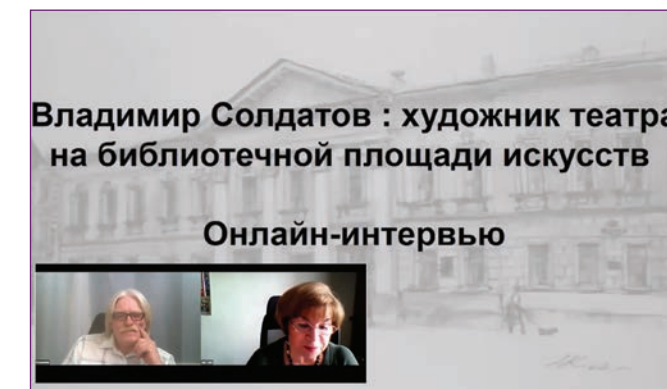 Владимир Солдатов : художник театра
на библиотечной площади искусств
Онлайн-интервью